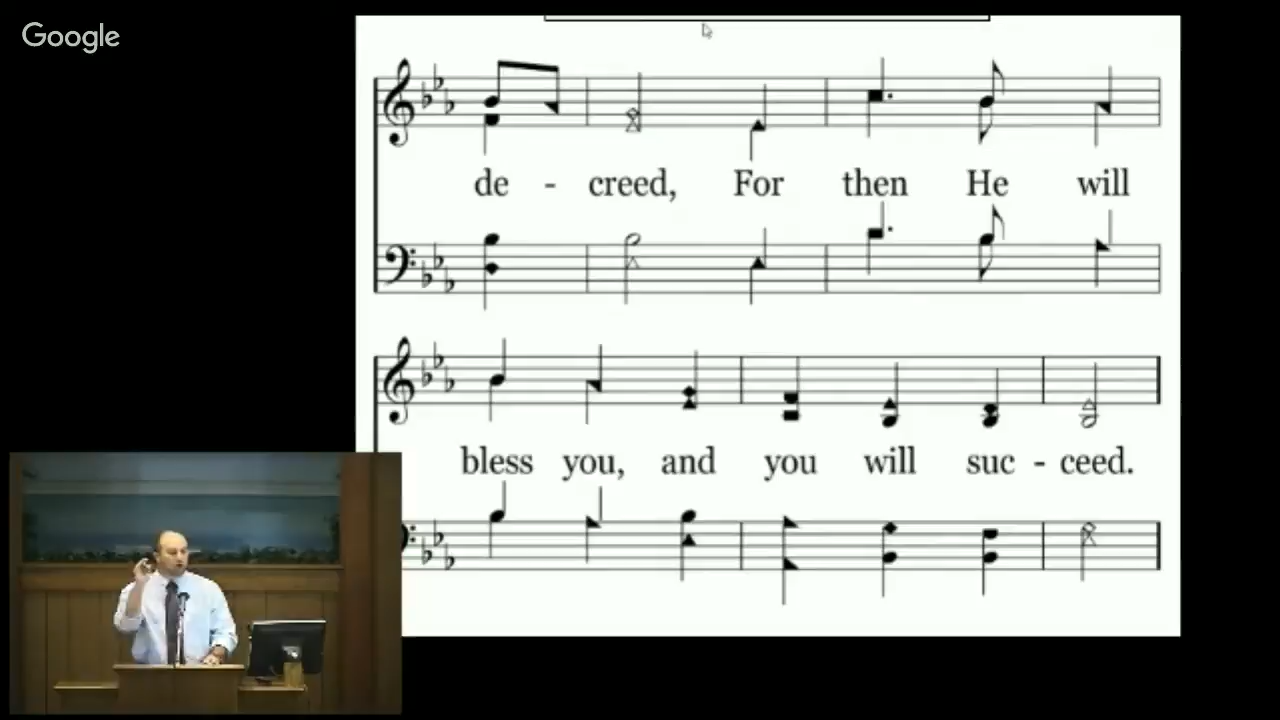 Google
de - creed, For then He will
bless you, and you will suc - ceed.